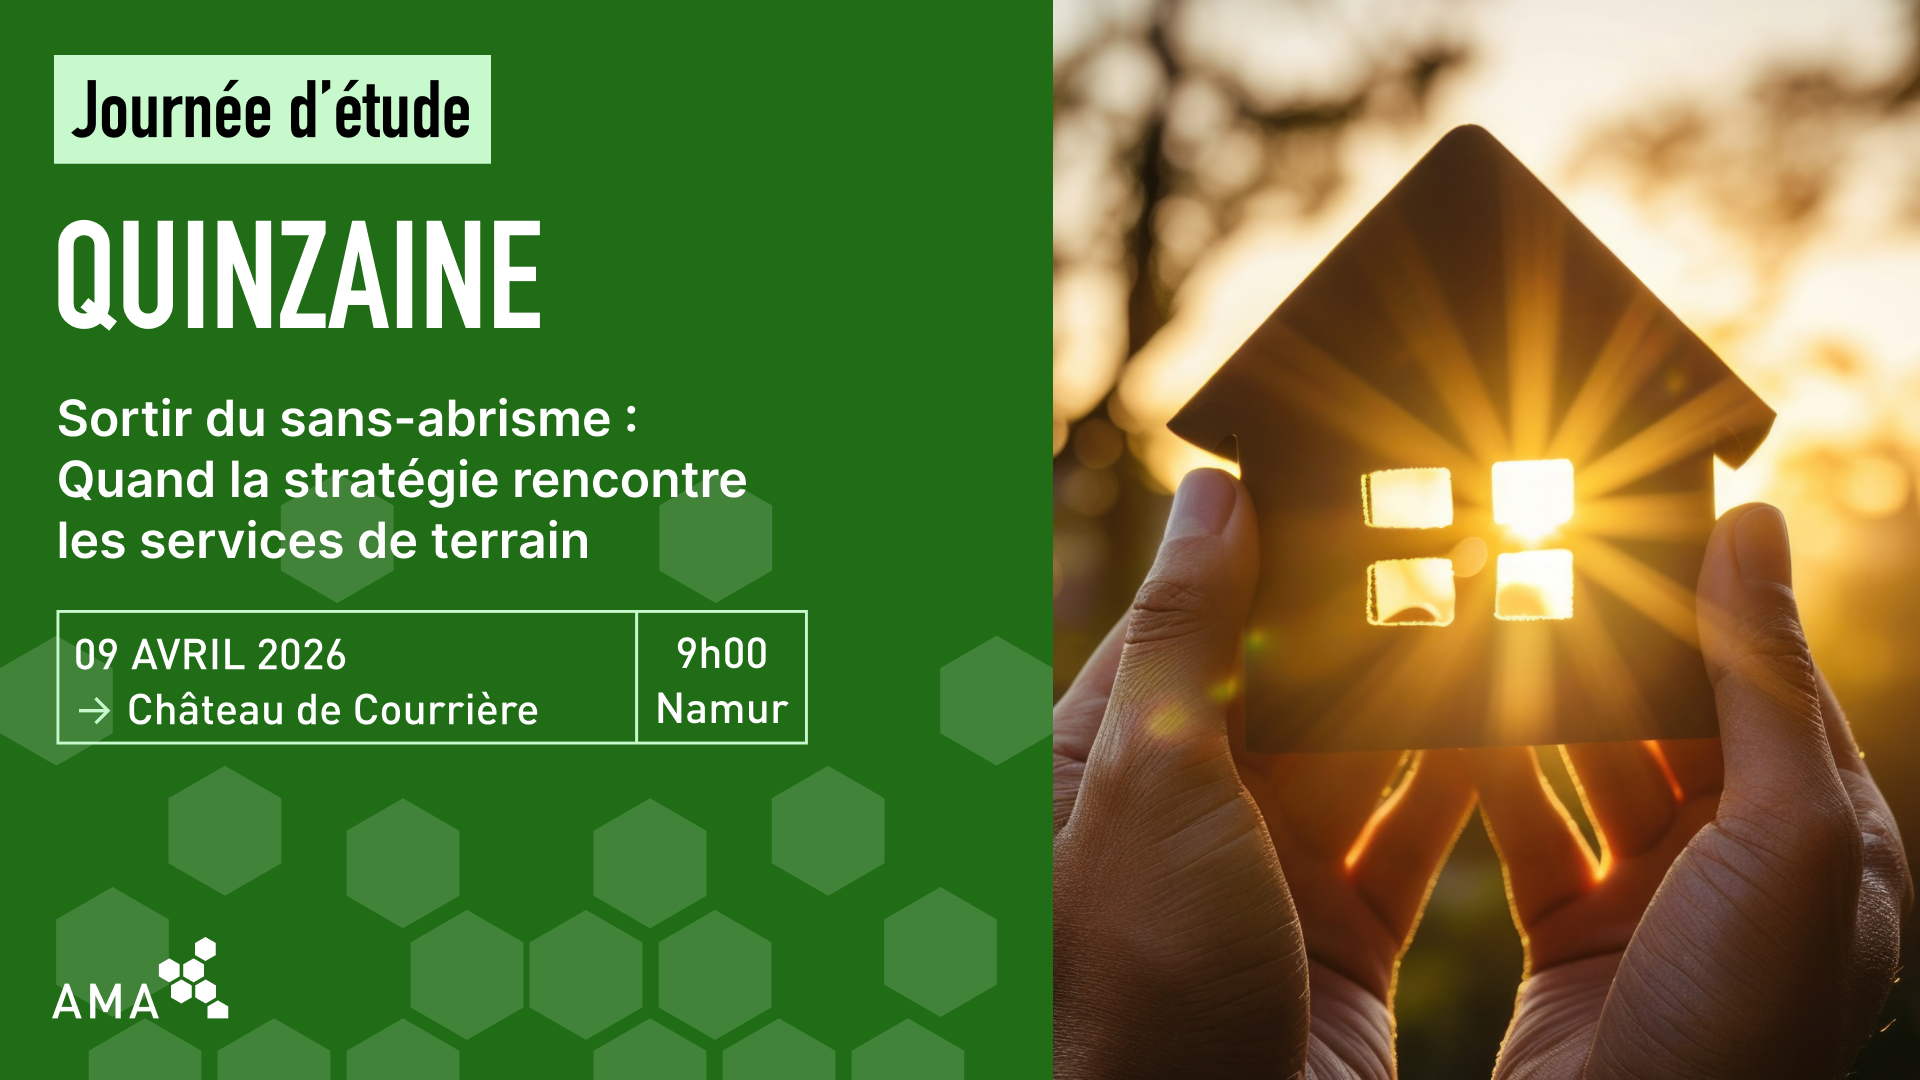 Journée d'étude
QUINZAINE
Sortir du sans-abrisme :
Quand la stratégie rencontre
les services de terrain
09 AVRIL 2026
→ Château de Courrière
9h00
Namur
AMA